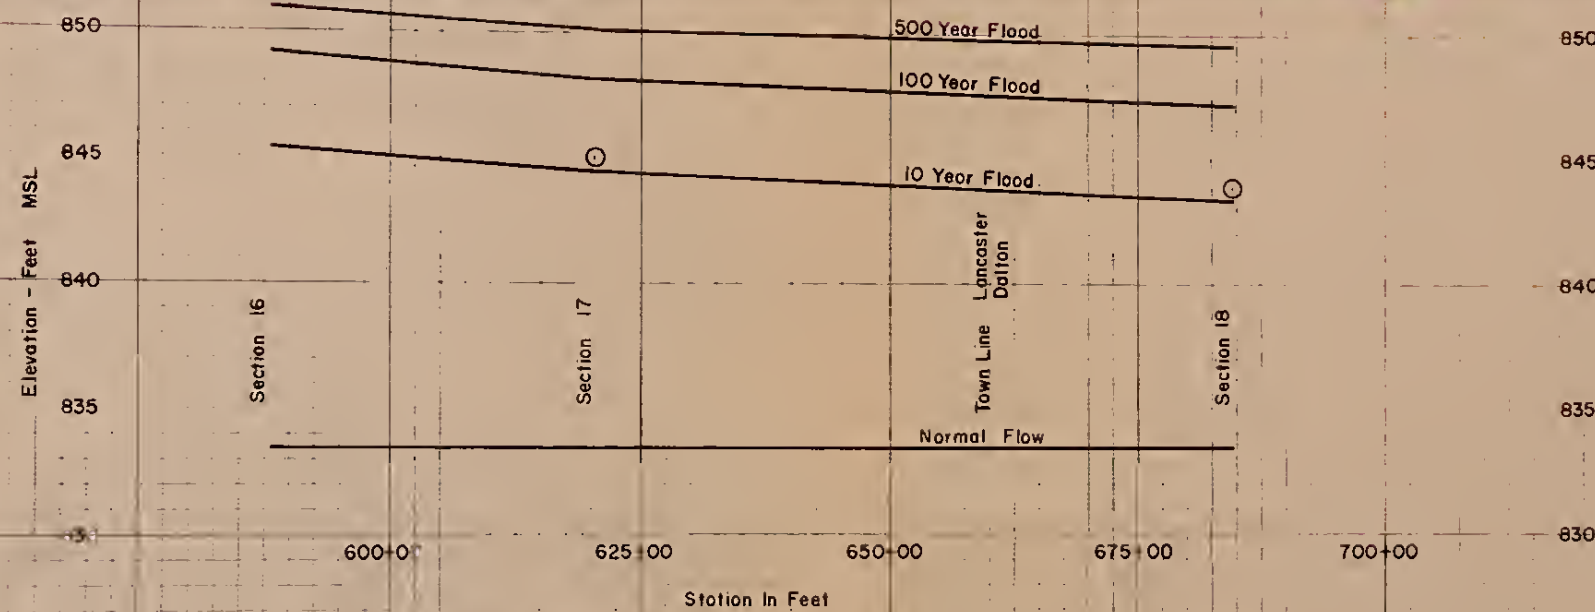 850
500 Year Flood
850
100 Year Flood
845
845
10 Year Flood
Elevation - Feet MSL
840
840
Section 16
Section 17
Town Line Lancaster
Dalton
Section 18
835
835
Normal Flow
830
600+0
625+00
650+00
675+00
700+00
Station In Feet